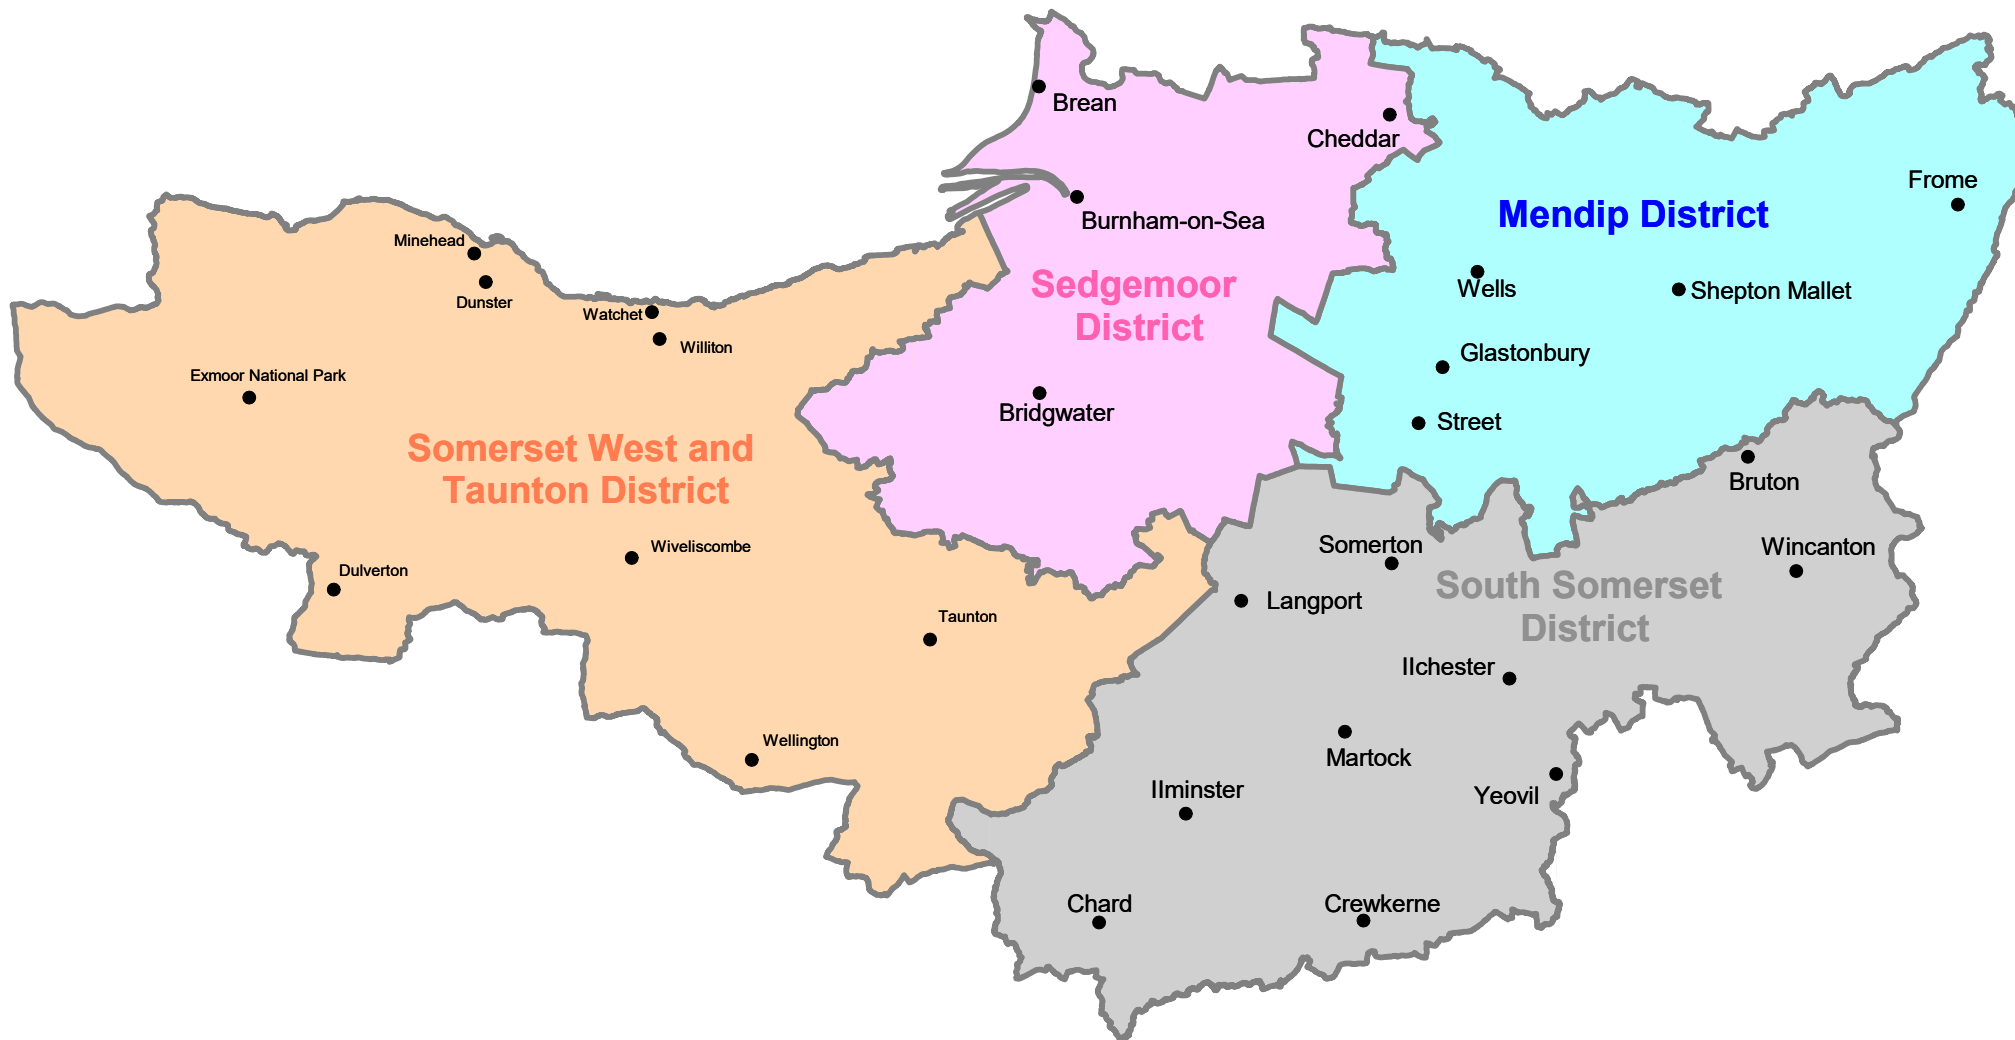 Brean
Cheddar
Frome
Mendip District
Burnham-on-Sea
Minehead
Dunster
Sedgemoor
District
Wells
Shepton Mallet
Watchet
Williton
Glastonbury
Exmoor National Park
Bridgwater
Street
Somerset West and
Taunton District
Bruton
Somerton
Wincanton
Wiveliscombe
Dulverton
South Somerset
District
Langport
Taunton
Ilchester
Wellington
Martock
Ilminster
Yeovil
Chard
Crewkerne